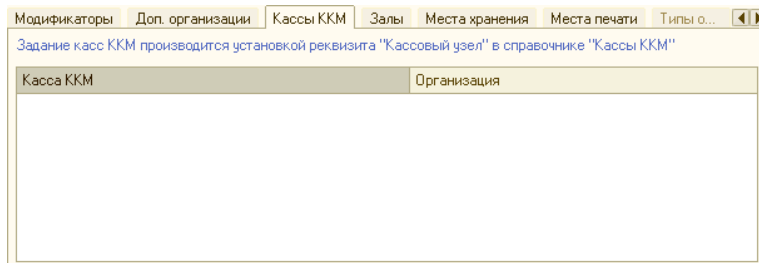 Модификаторы Доп. организации Кассы ККМ Залы Места хранения Места печати Типы о...
Задание касс ККМ производится установкой реквизита "Кассовый узел" в справочнике "Кассы ККМ"
Касса ККМ Организация